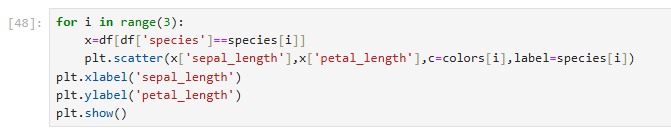 [48]: for i in range(3):
    x=df[df['species']==species[i]]
    plt.scatter(x['sepal_length'],x['petal_length'],c=colors[i],label=species[i])
plt.xlabel('sepal_length')
plt.ylabel('petal_length')
plt.show()